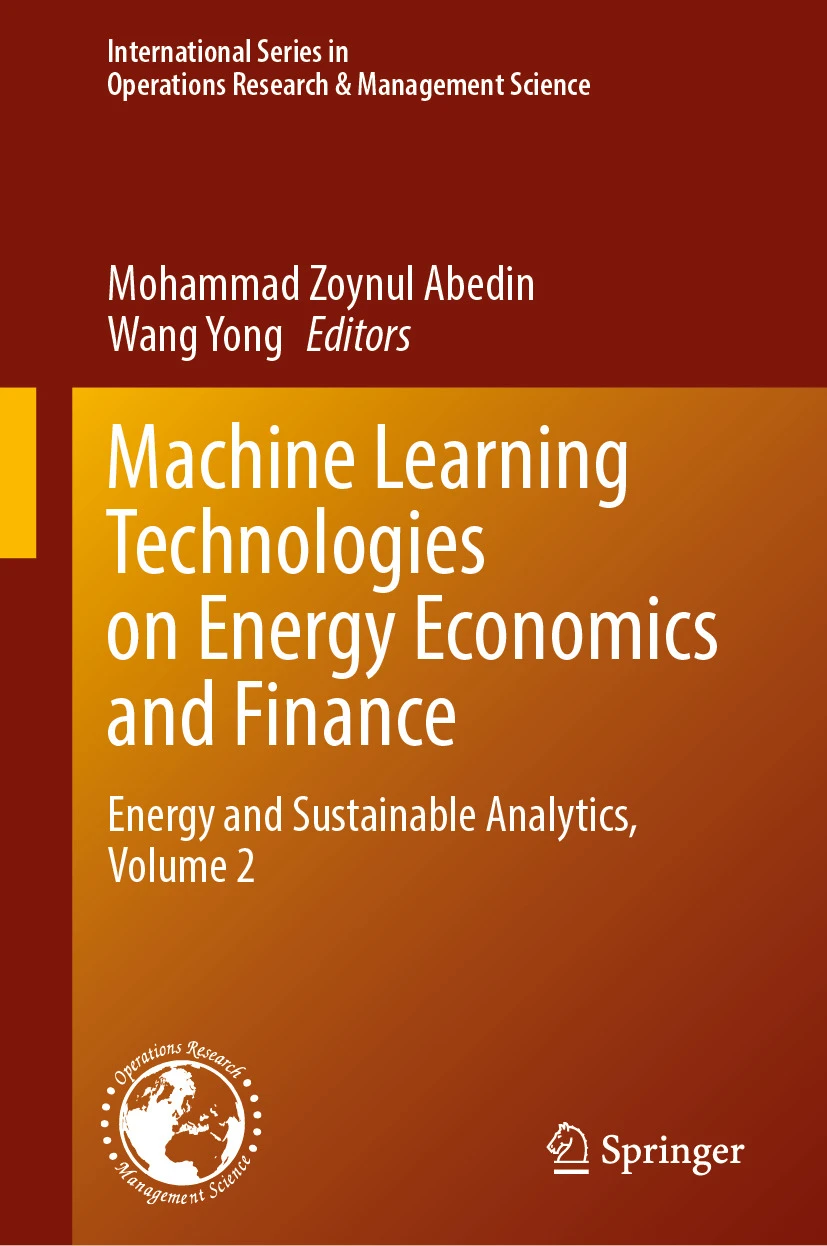 International Series in
Operations Research & Management Science
Mohammad Zoynul Abedin
Wang Yong Editors
Machine Learning
Technologies
on Energy Economics
and Finance
Energy and Sustainable Analytics,
Volume 2
Operations Research
Management Science
Springer